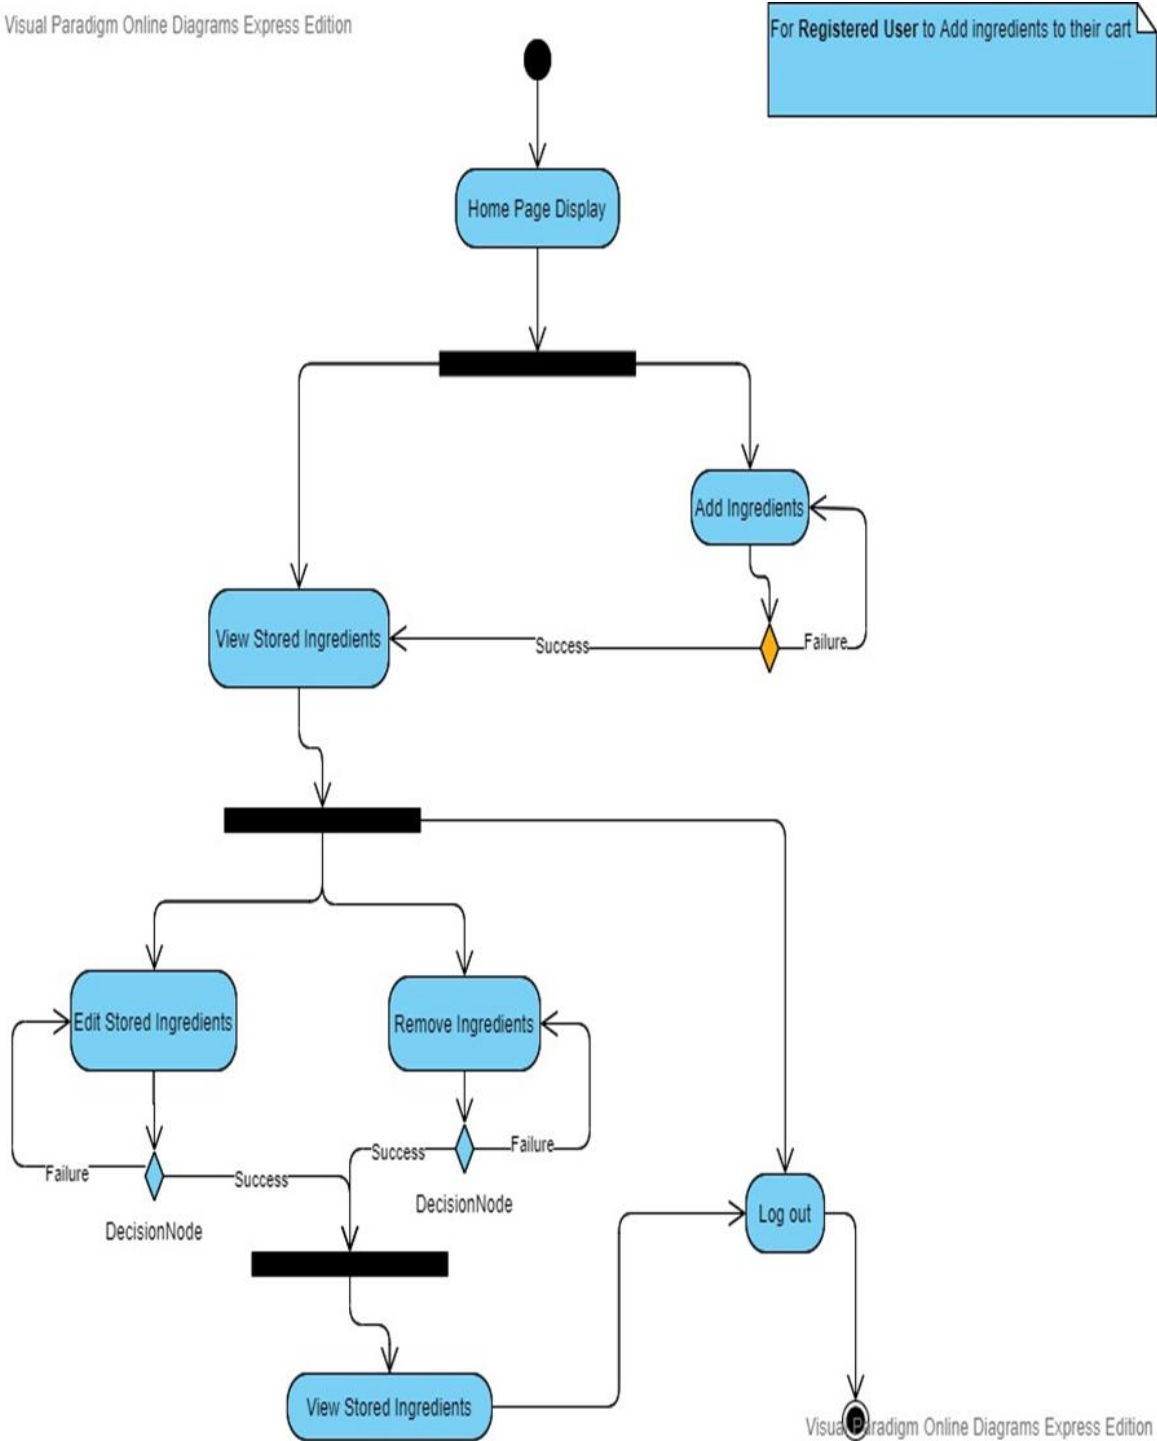 Visual Paradigm Online Diagrams Express Edition
For Registered User to Add ingredients to their cart
Home Page Display
Add Ingredients
View Stored Ingredients
Success
Failure
Edit Stored Ingredients
Remove Ingredients
Failure
Success
Success
Failure
DecisionNode
DecisionNode
Log out
View Stored Ingredients
Visual Paradigm Online Diagrams Express Edition